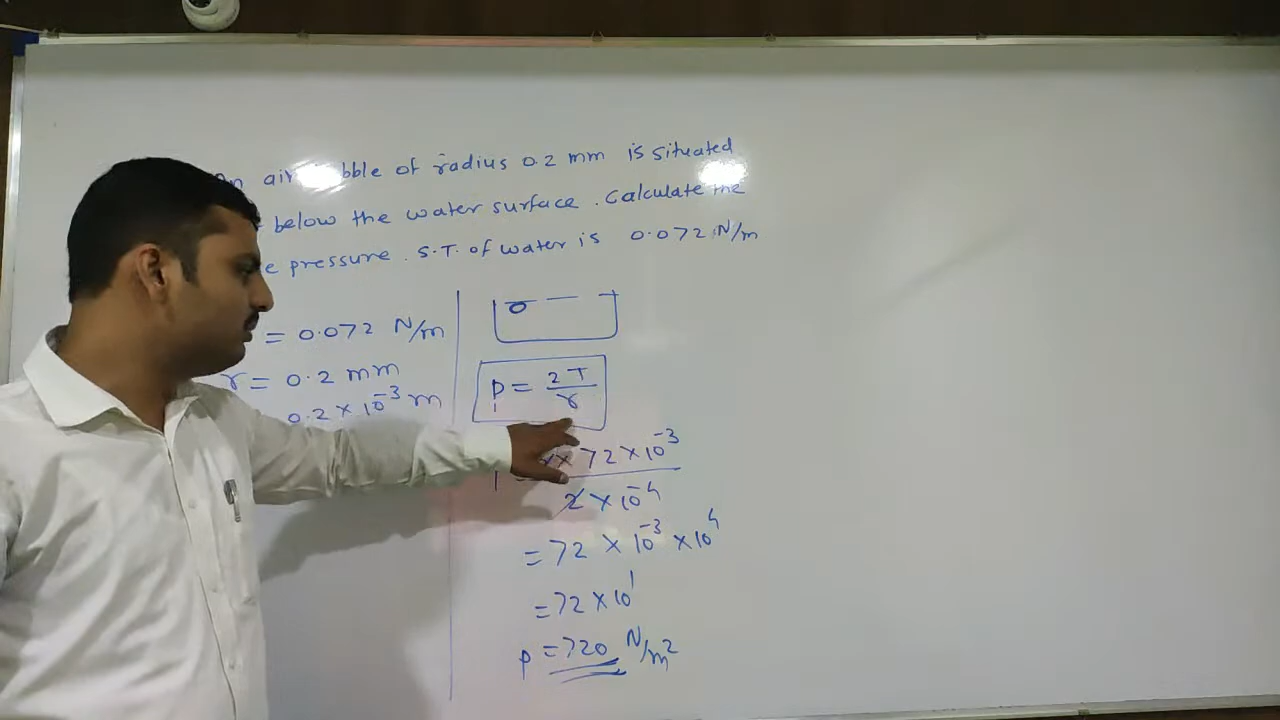 air bble of radius 0.2 mm is situated
below the water surface. Calculate the
e pressure. S.T. of water is 0.072 N/m
= 0.072 N/m
r = 0.2 mm
0.2 × 10⁻³ m
P = 2T/r
72 × 10⁻³
2 × 10⁻⁴
= 72 × 10⁻³ × 10⁴
= 72 × 10¹
P = 720 N/m²